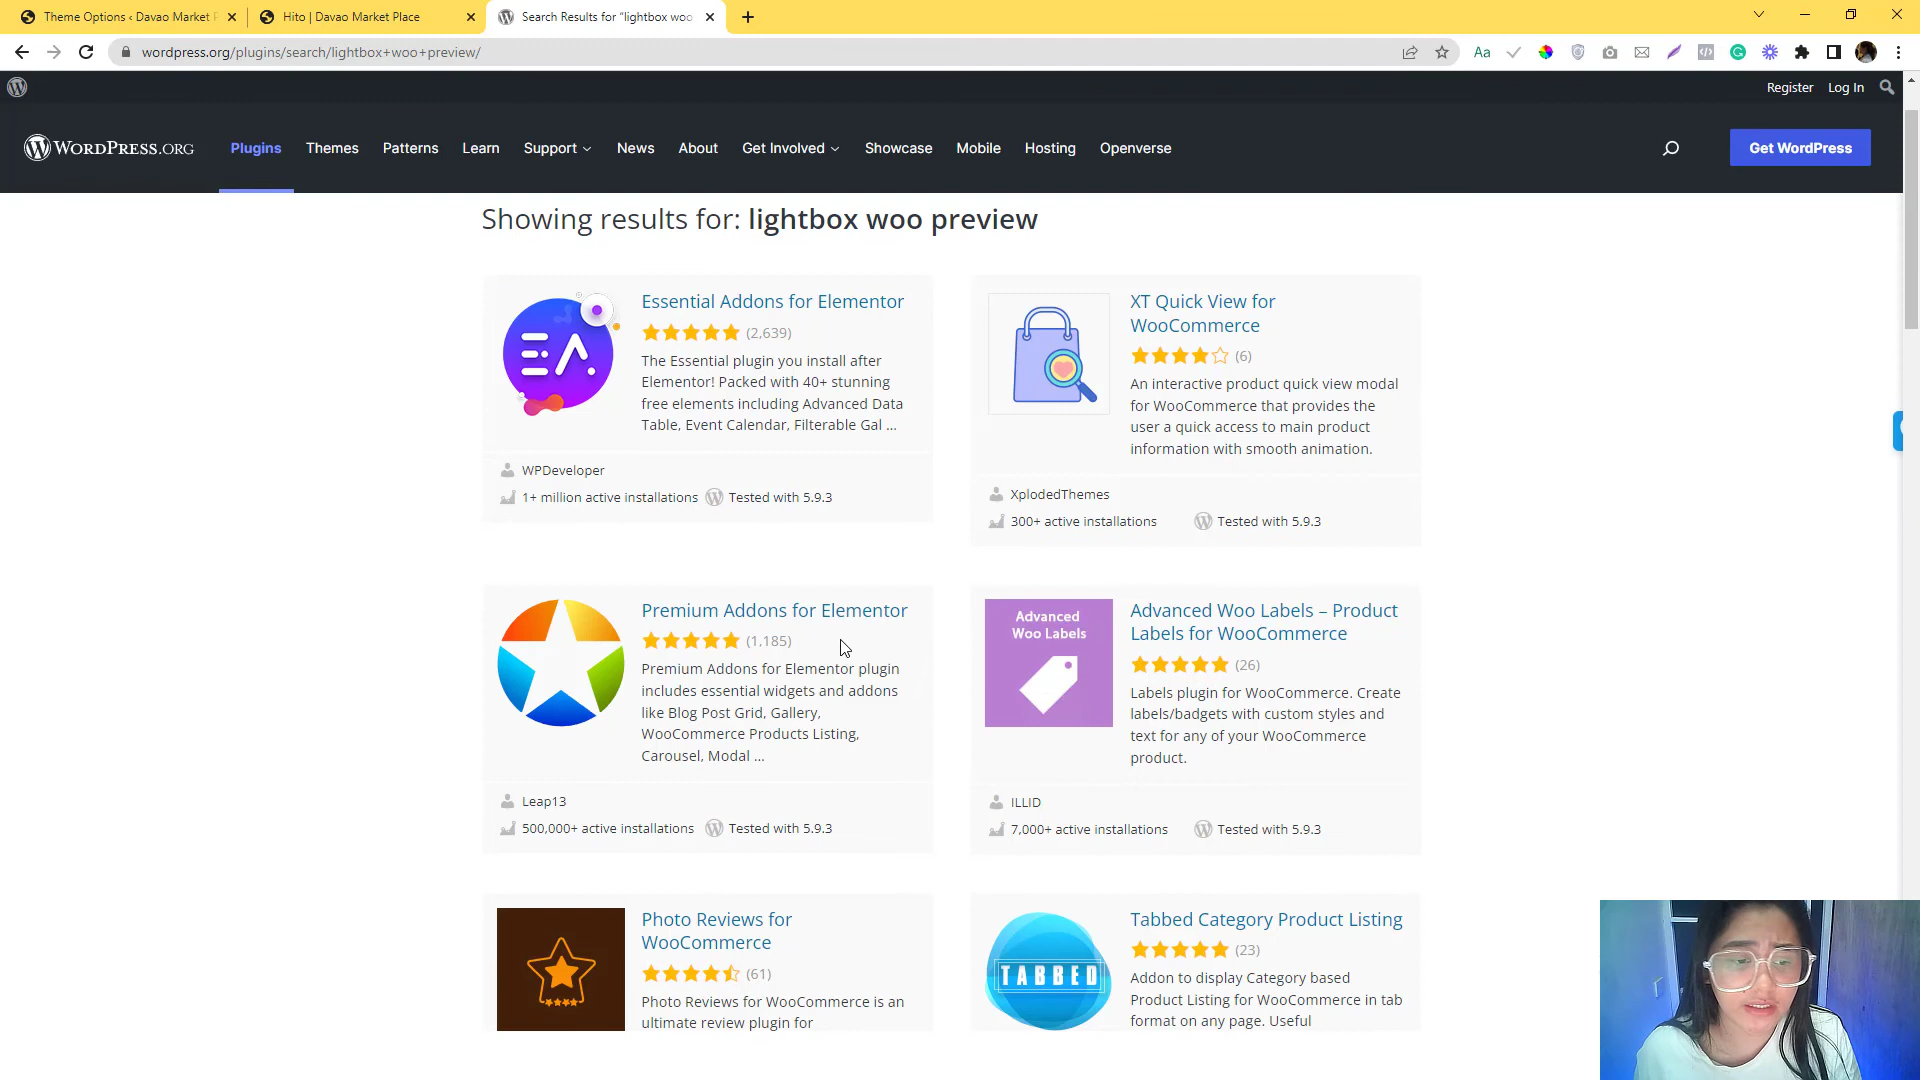 Theme Options ‹ Davao Market P
Hito | Davao Market Place
Search Results for "lightbox woo
wordpress.org/plugins/search/lightbox+woo+preview/
Aa
Register
Log In
WORDPRESS.ORG
Plugins
Themes
Patterns
Learn
Support
News
About
Get Involved
Showcase
Mobile
Hosting
Openverse
Get WordPress
Showing results for: lightbox woo preview
Essential Addons for Elementor
(2,639)
The Essential plugin you install after
Elementor! Packed with 40+ stunning
free elements including Advanced Data
Table, Event Calendar, Filterable Gal ...
WPDeveloper
1+ million active installations
Tested with 5.9.3
XT Quick View for
WooCommerce
(6)
An interactive product quick view modal
for WooCommerce that provides the
user a quick access to main product
information with smooth animation.
XplodedThemes
300+ active installations
Tested with 5.9.3
Premium Addons for Elementor
(1,185)
Premium Addons for Elementor plugin
includes essential widgets and addons
like Blog Post Grid, Gallery,
WooCommerce Products Listing,
Carousel, Modal ...
Leap13
500,000+ active installations
Tested with 5.9.3
Advanced
Woo Labels
Advanced Woo Labels – Product
Labels for WooCommerce
(26)
Labels plugin for WooCommerce. Create
labels/badgets with custom styles and
text for any of your WooCommerce
product.
ILLID
7,000+ active installations
Tested with 5.9.3
Photo Reviews for
WooCommerce
(61)
Photo Reviews for WooCommerce is an
ultimate review plugin for
TABBED
Tabbed Category Product Listing
(23)
Addon to display Category based
Product Listing for WooCommerce in tab
format on any page. Useful